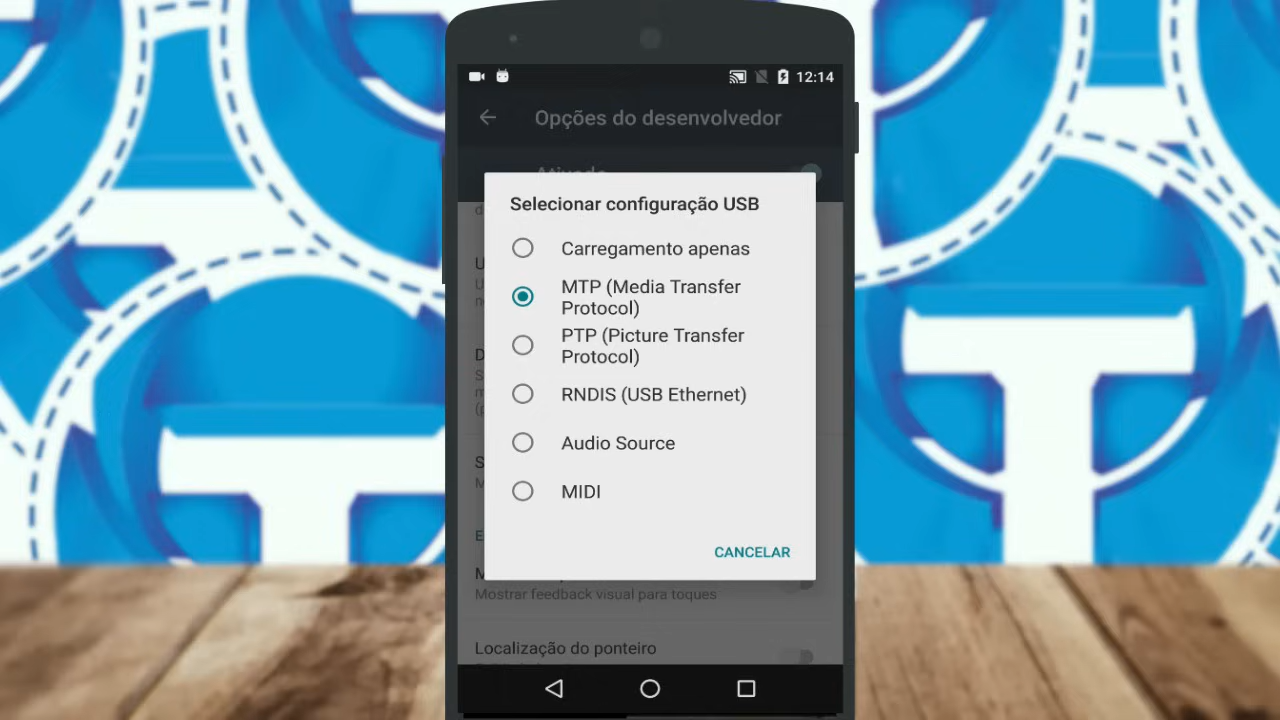 12:14
Opções do desenvolvedor
Ativado
Selecionar configuração USB
Carregamento apenas
MTP (Media Transfer
Protocol)
PTP (Picture Transfer
Protocol)
RNDIS (USB Ethernet)
Audio Source
MIDI
CANCELAR
Mostrar feedback visual para toques
Localização do ponteiro